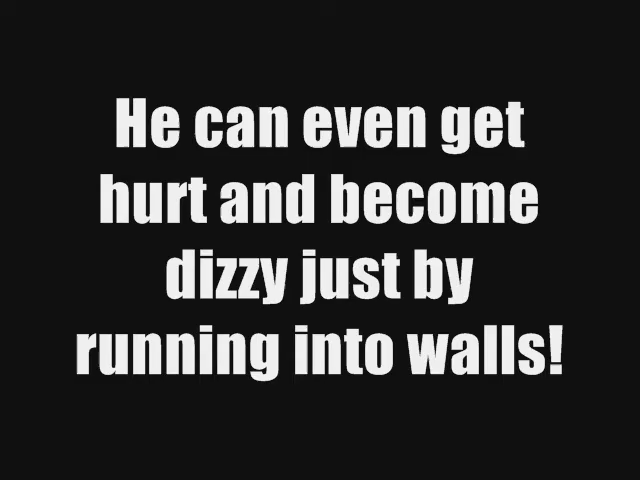 He can even get
hurt and become
dizzy just by
running into walls!